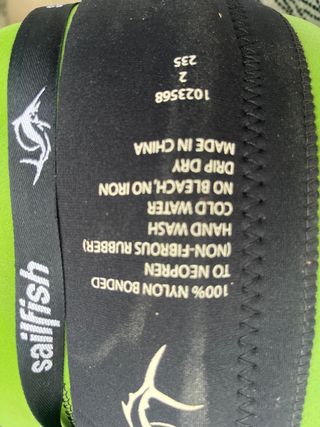 sailfish
100% NYLON BONDED
TO NEOPREN
(NON-FIBROUS RUBBER)
HAND WASH
COLD WATER
NO BLEACH, NO IRON
DRIP DRY
MADE IN CHINA
1023568
2
235